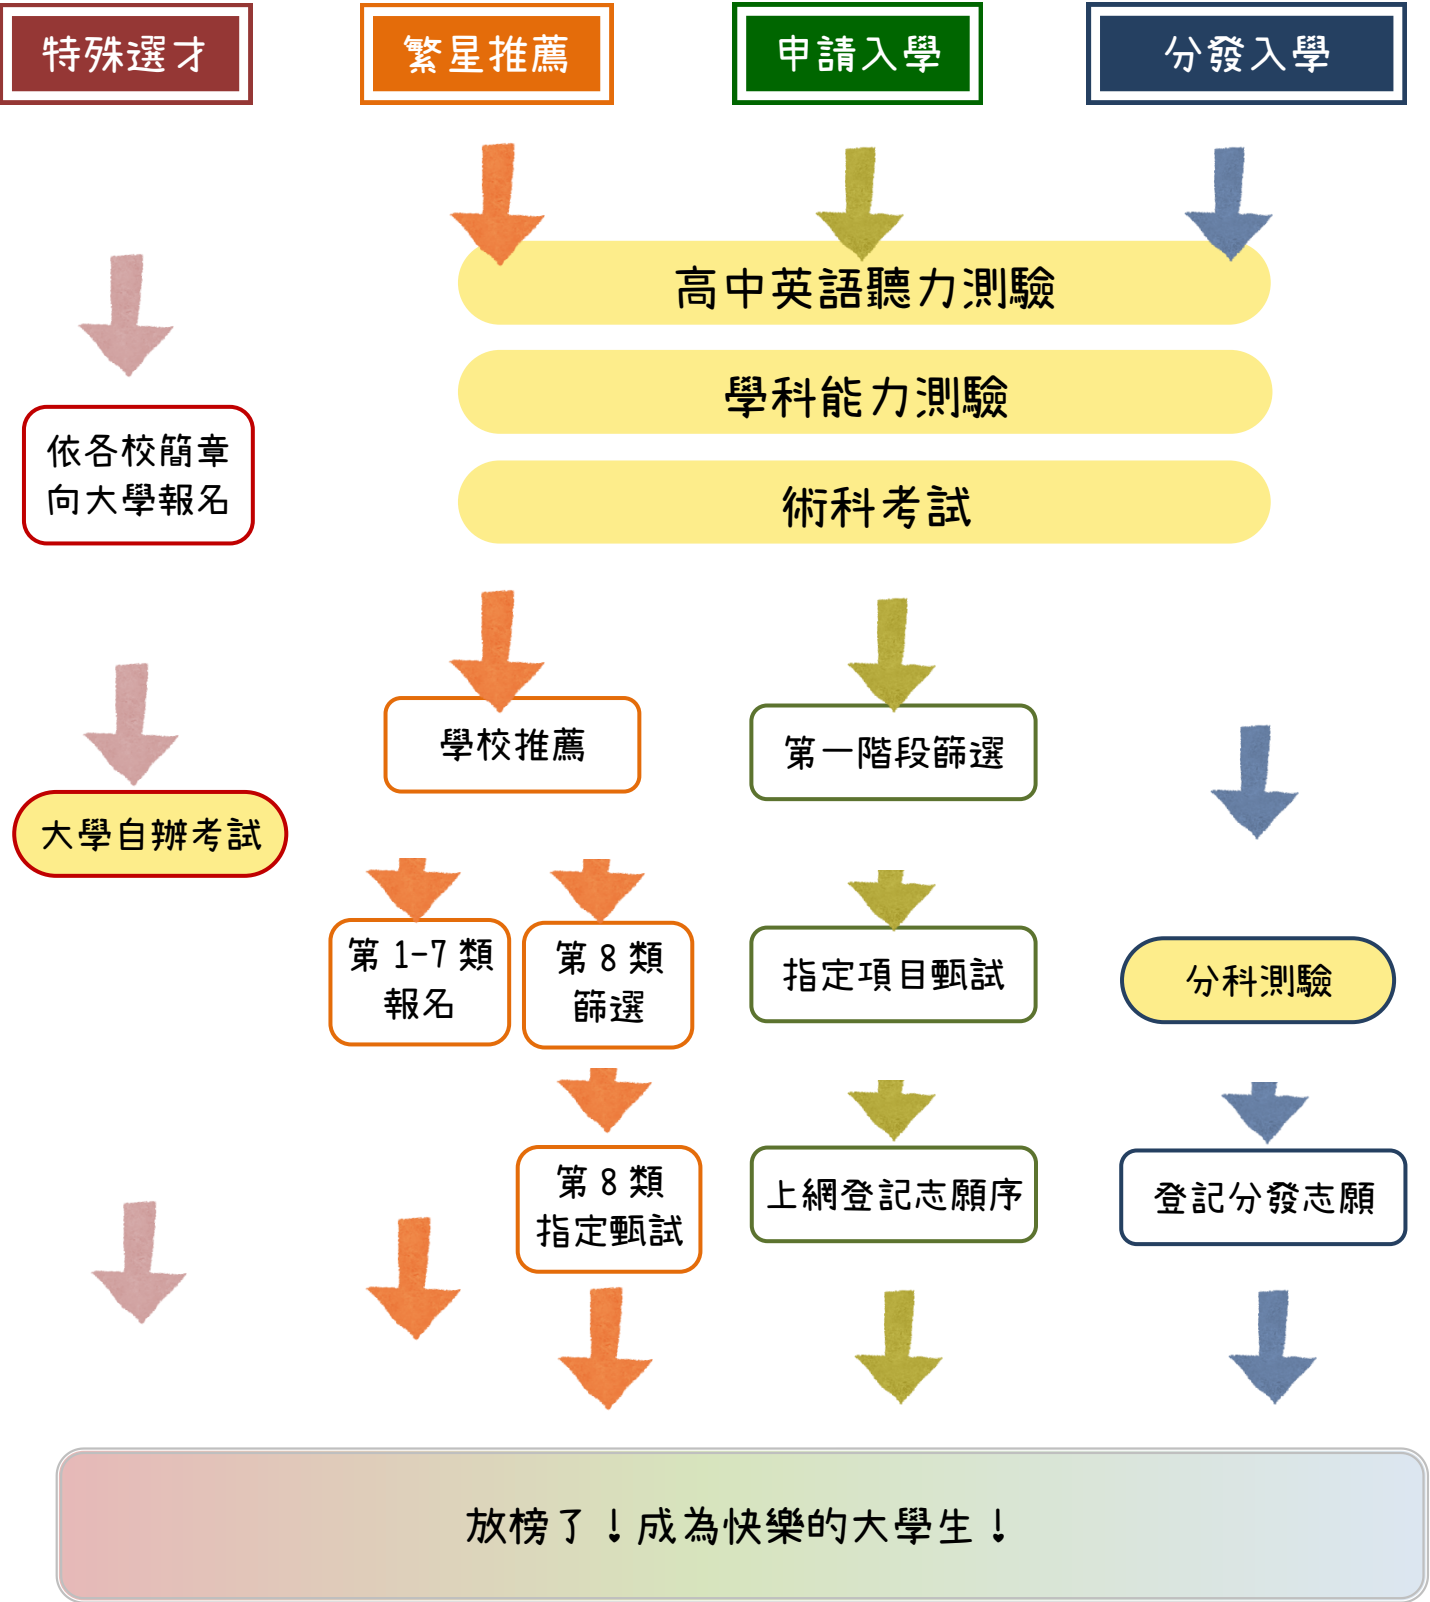 特殊選才
繁星推薦
申請入學
分發入學
高中英語聽力測驗
學科能力測驗
術科考試
依各校簡章
向大學報名
學校推薦
第一階段篩選
大學自辦考試
第 1-7 類
報名
第 8 類
篩選
指定項目甄試
分科測驗
第 8 類
指定甄試
上網登記志願序
登記分發志願
放榜了！成為快樂的大學生！